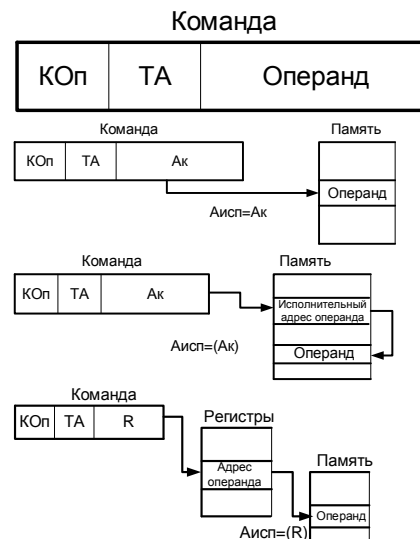 Команда
КОп ТА Операнд
Команда Память
КОп ТА Ак
Операнд
Аисп=Ак
Команда Память
КОп ТА Ак
Исполнительный
адрес операнда
Аисп=(Ак)
Операнд
Команда
КОп ТА R
Регистры
Адрес
операнда
Память
Операнд
Аисп=(R)